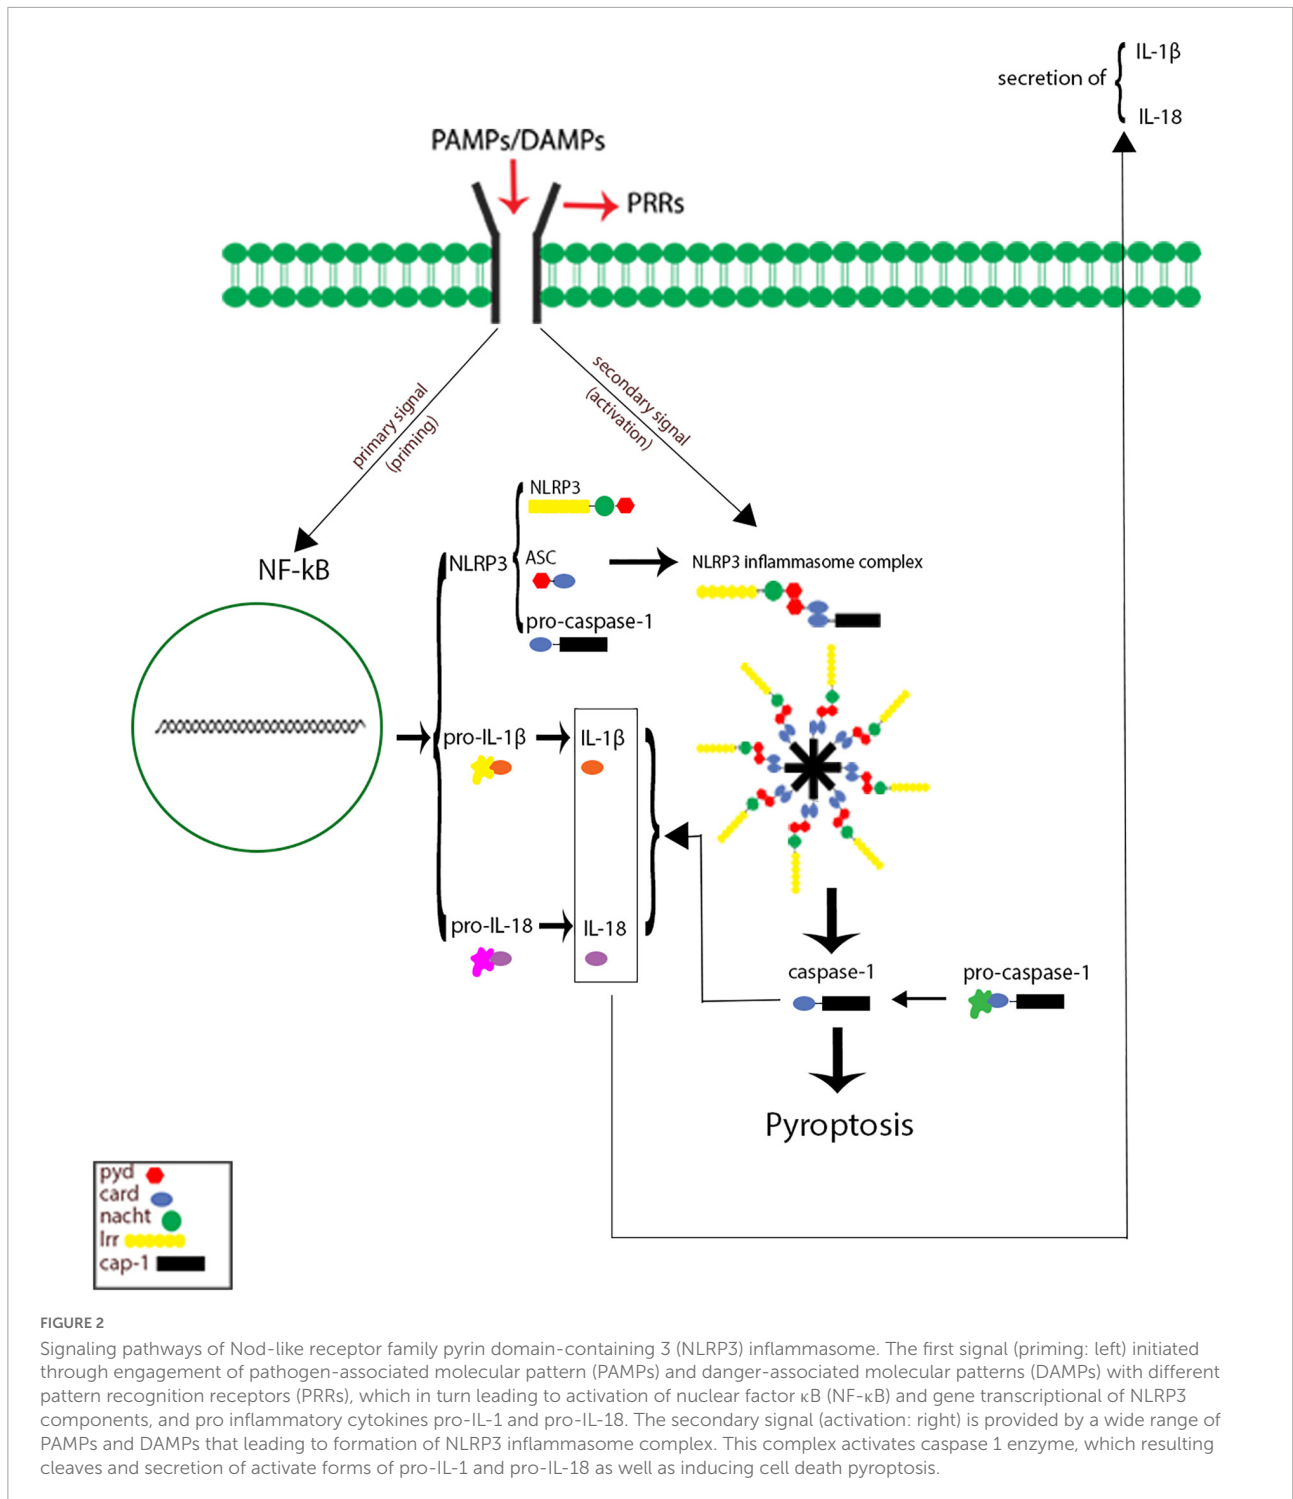 IL-1β
secretion of
IL-18
PAMPs/DAMPs
PRRs
primary signal
(priming)
secondary signal
(activation)
NF-kB
NLRP3
NLRP3
ASC
pro-caspase-1
NLRP3 inflammasome complex
pro-IL-1β
IL-1β
pro-IL-18
IL-18
caspase-1
pro-caspase-1
Pyroptosis
pyd
card
nacht
lrr
cap-1
FIGURE 2
Signaling pathways of Nod-like receptor family pyrin domain-containing 3 (NLRP3) inflammasome. The first signal (priming: left) initiated
through engagement of pathogen-associated molecular pattern (PAMPs) and danger-associated molecular patterns (DAMPs) with different
pattern recognition receptors (PRRs), which in turn leading to activation of nuclear factor κB (NF-κB) and gene transcriptional of NLRP3
components, and pro inflammatory cytokines pro-IL-1 and pro-IL-18. The secondary signal (activation: right) is provided by a wide range of
PAMPs and DAMPs that leading to formation of NLRP3 inflammasome complex. This complex activates caspase 1 enzyme, which resulting
cleaves and secretion of activate forms of pro-IL-1 and pro-IL-18 as well as inducing cell death pyroptosis.